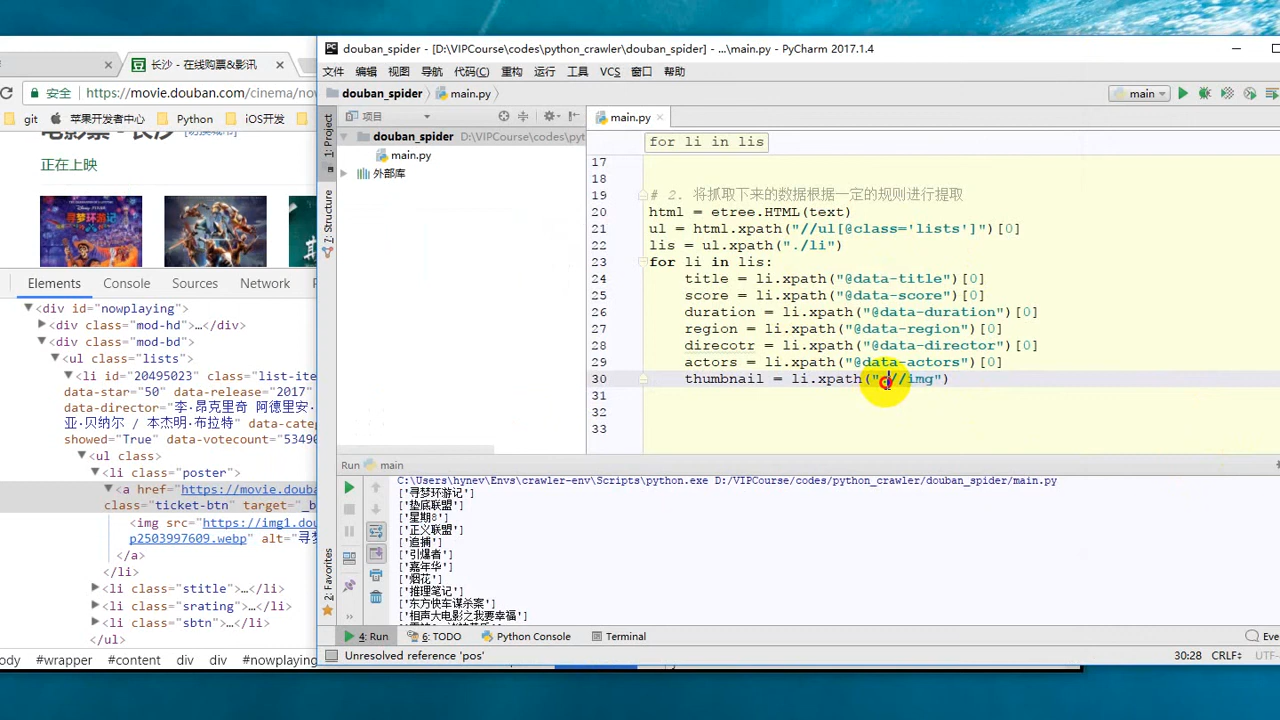 douban_spider - [D:\VIPCourse\codes\python_crawler\douban_spider] - ...\main.py - PyCharm 2017.1.4
长沙 - 在线购票&影讯
文件 编辑 视图 导航 代码(C) 重构 运行 工具 VCS 窗口 帮助
安全 https://movie.douban.com/cinema/now
douban_spider main.py main
git 苹果开发者中心 Python iOS开发
项目 main.py
正在上映
douban_spider D:\VIPCourse\codes\pyt
main.py
外部库
1: Project
7: Structure
2: Favorites
寻梦环游记
for li in lis
17
18
19 # 2. 将抓取下来的数据根据一定的规则进行提取
20 html = etree.HTML(text)
21 ul = html.xpath("//ul[@class='lists']")[0]
22 lis = ul.xpath("./li")
23 for li in lis:
24 title = li.xpath("@data-title")[0]
25 score = li.xpath("@data-score")[0]
26 duration = li.xpath("@data-duration")[0]
27 region = li.xpath("@data-region")[0]
28 direcotr = li.xpath("@data-director")[0]
29 actors = li.xpath("@data-actors")[0]
30 thumbnail = li.xpath(".//img")
31
32
33
Elements Console Sources Network
<div id="nowplaying">
<div class="mod-hd">…</div>
<div class="mod-bd">
<ul class="lists">
<li id="20495023" class="list-ite
data-star="50" data-release="2017"
data-director="李·昂克里奇 阿德里安·
亚·贝纳尔 / 本杰明·布拉特" data-cate
showed="True" data-votecount="53490
<ul class>
<li class="poster">
<a href="https://movie.douba
class="ticket-btn" target="_b
<img src="https://img1.dou
p2503997609.webp" alt="寻
</a>
</li>
<li class="stitle">…</li>
<li class="srating">…</li>
<li class="sbtn">…</li>
</ul>
ody #wrapper #content div div #nowplaying
Run main
C:\Users\hynev\Envs\crawler-env\Scripts\python.exe D:/VIPCourse/codes/python_crawler/douban_spider/main.py
['寻梦环游记']
['垫底联盟']
['星期8']
['正义联盟']
['追捕']
['引爆者']
['嘉年华']
['烟花']
['推理笔记']
['东方快车谋杀案']
['相声大电影之我要幸福']
4: Run 6: TODO Python Console Terminal Eve
Unresolved reference 'pos' 30:28 CRLF UTF-